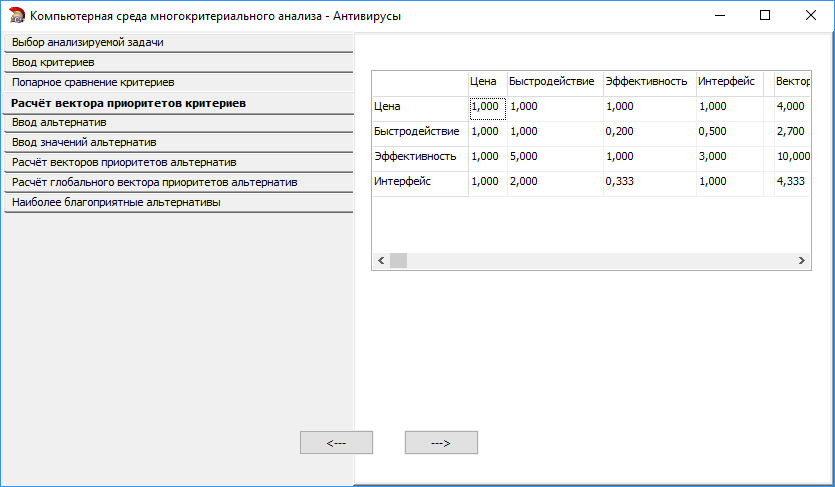 Компьютерная среда многокритериального анализа - Антивирусы
Выбор анализируемой задачи
Ввод критериев
Попарное сравнение критериев
Расчёт вектора приоритетов критериев
Ввод альтернатив
Ввод значений альтернатив
Расчёт векторов приоритетов альтернатив
Расчёт глобального вектора приоритетов альтернатив
Наиболее благоприятные альтернативы
Цена Быстродействие Эффективность Интерфейс Вектор
Цена 1,000 1,000 1,000 1,000 4,000
Быстродействие 1,000 1,000 0,200 0,500 2,700
Эффективность 1,000 5,000 1,000 3,000 10,000
Интерфейс 1,000 2,000 0,333 1,000 4,333
<--- --->